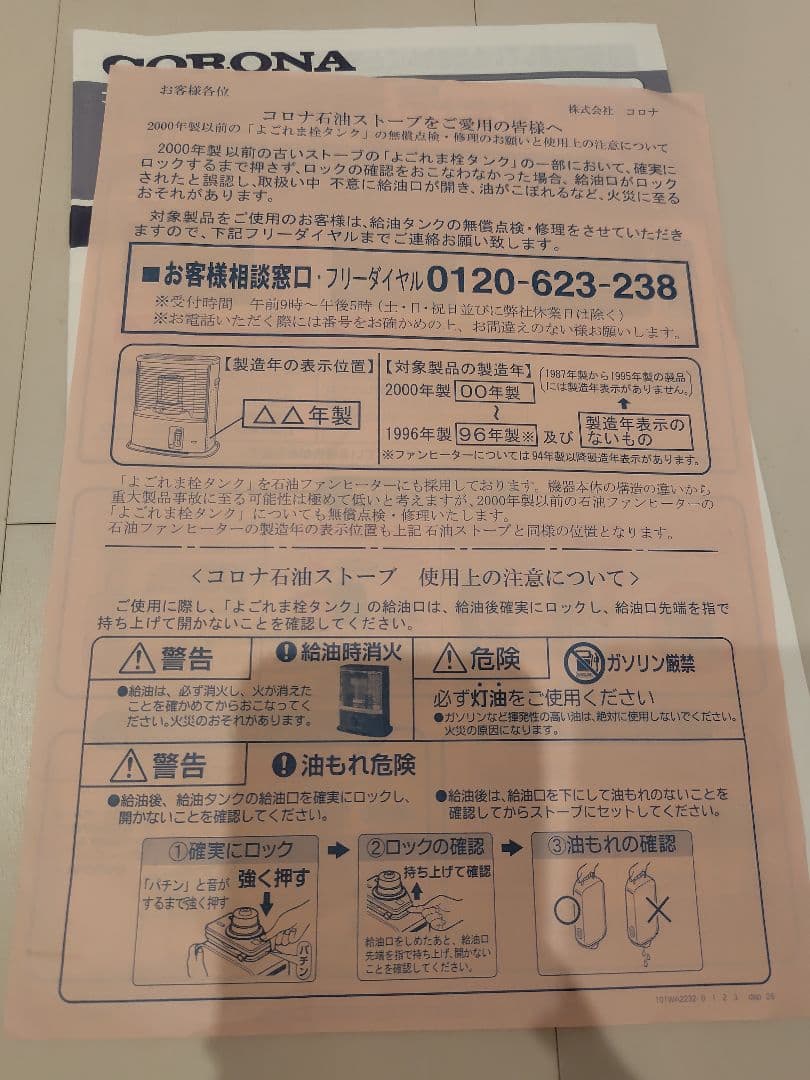 CORONA
お客様各位
株式会社 コロナ
コロナ石油ストーブをご愛用の皆様へ
2000年製以前の「よごれま栓タンク」の無償点検・修理のお願いと使用上の注意について
2000年製以前の古いストーブの「よごれま栓タンク」の一部において、確実に
ロックするまで押さず、ロックの確認をおこなわなかった場合、給油口がロック
されたと誤認し、取扱い中 不意に給油口が開き、油がこぼれるなど、火災に至る
おそれがあります。
対象製品をご使用のお客様は、給油タンクの無償点検・修理をさせていただき
ますので、下記フリーダイヤルまでご連絡お願い致します。
■お客様相談窓口・フリーダイヤル0120-623-238
※受付時間 午前9時～午後5時(土・日・祝日並びに弊社休業日は除く)
※お電話いただく際には番号をお確かめの上、お間違えのない様お願いします。
【製造年の表示位置】
△△年製
【対象製品の製造年】
(1987年製から1995年製の製品には製造年表示がありません。)
2000年製 00年製
～
1996年製 96年製※ 及び 製造年表示のないもの
※ファンヒーターについては94年製以降製造年表示があります。
「よごれま栓タンク」を石油ファンヒーターにも採用しております。機器本体の構造の違いから
重大製品事故に至る可能性は極めて低いと考えますが、2000年製以前の石油ファンヒーターの
「よごれま栓タンク」についても無償点検・修理いたします。
石油ファンヒーターの製造年の表示位置も上記 石油ストーブと同様の位置となります。
<コロナ石油ストーブ 使用上の注意について>
ご使用に際し、「よごれま栓タンク」の給油口は、給油後確実にロックし、給油口先端を指で
持ち上げて開かないことを確認してください。
警告 給油時消火
●給油は、必ず消火し、火が消えた
ことを確かめてからおこなってくだ
さい。火災のおそれがあります。
危険 ガソリン厳禁
必ず灯油をご使用ください
●ガソリンなど揮発性の高い油は、絶対に使用しないでください。
火災の原因になります。
警告 油もれ危険
●給油後、給油タンクの給油口を確実にロックし、
開かないことを確認してください。
●給油後は、給油口を下にして油もれのないことを
確認してからストーブにセットしてください。
①確実にロック
「パチン」と音が
するまで強く押す
強く押す
パチン
②ロックの確認
持ち上げて確認
給油口をしめたあと、給油口
先端を指で持ち上げ、開かない
ことを確認してください。
③油もれの確認